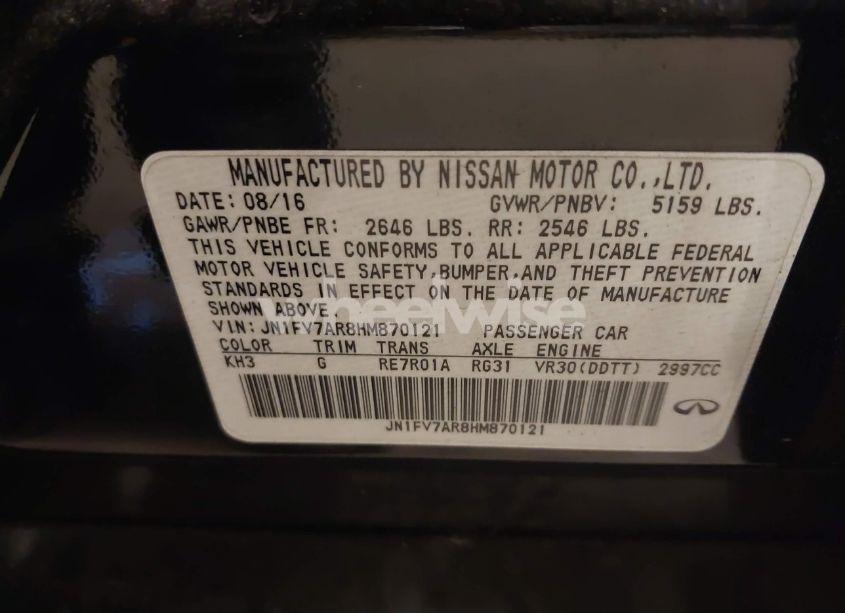 MANUFACTURED BY NISSAN MOTOR CO.,LTD.
DATE: 08/16 GVWR/PNBV: 5159 LBS.
GAWR/PNBE FR: 2646 LBS. RR: 2546 LBS.
THIS VEHICLE CONFORMS TO ALL APPLICABLE FEDERAL
MOTOR VEHICLE SAFETY,BUMPER,AND THEFT PREVENTION
STANDARDS IN EFFECT ON THE DATE OF MANUFACTURE
SHOWN ABOVE.
wheelwise
VIN: JN1FV7AR8HM870121 PASSENGER CAR
COLOR TRIM TRANS AXLE ENGINE
KH3 G RE7R01A RG31 VR30(DDTT) 2997CC
JN1FV7AR8HM870121